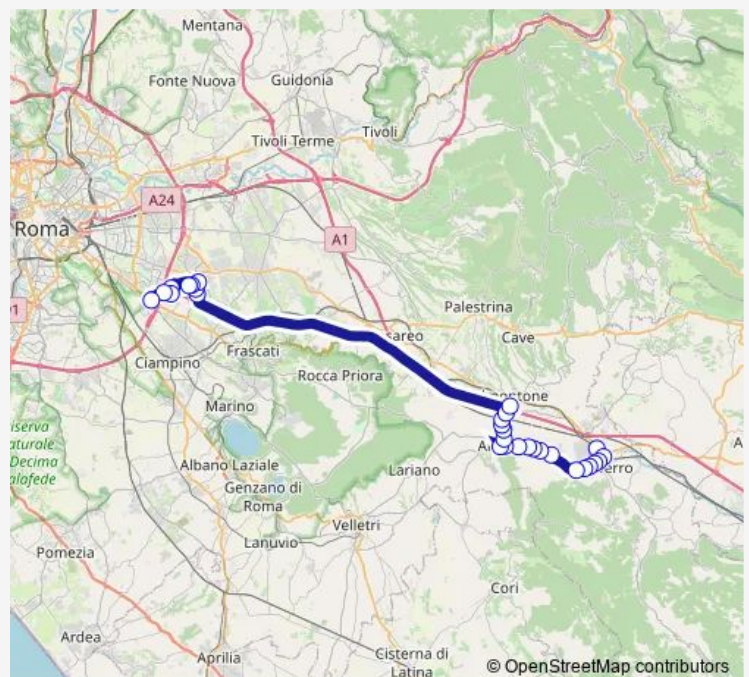 Mentana
Fonte Nuova
Guidonia
Tivoli Terme
Tivoli
A24
Roma
A1
Palestrina
Cave
Frascati
Rocca Priora
Ciampino
Marino
Albano Laziale
Genzano di
Roma
Lariano
Velletri
Lanuvio
Pomezia
Cori
Ardea
Aprilia
Cisterna di
Latina
© OpenStreetMap contributors